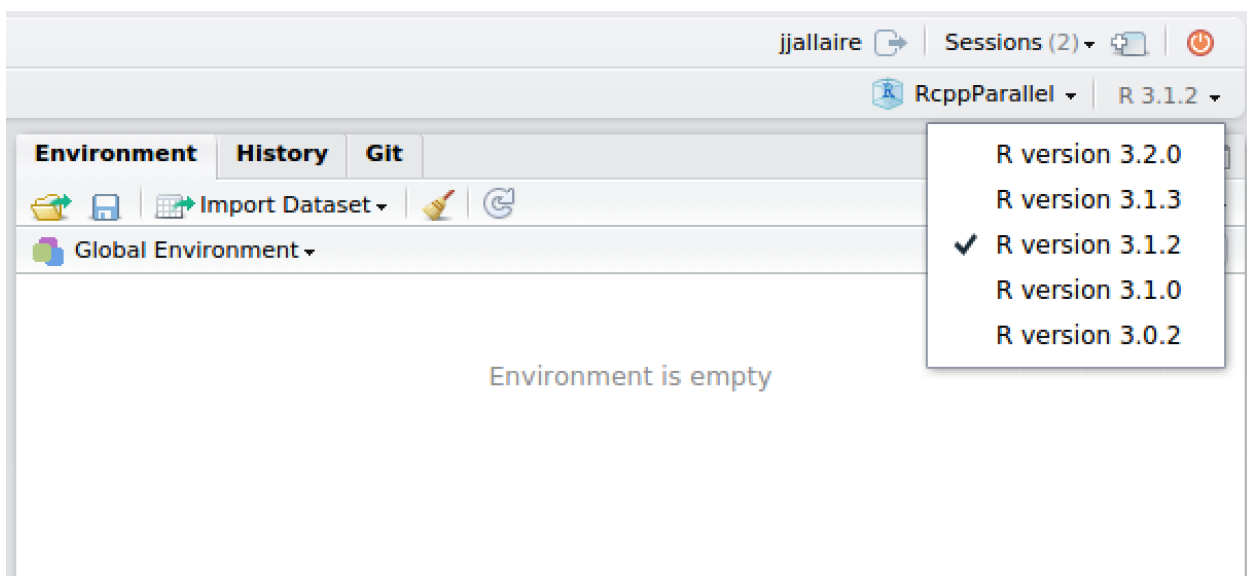 jjallaire Sessions (2)
RcppParallel R 3.1.2
Environment History Git
Import Dataset
Global Environment
R version 3.2.0
R version 3.1.3
R version 3.1.2
R version 3.1.0
R version 3.0.2
Environment is empty